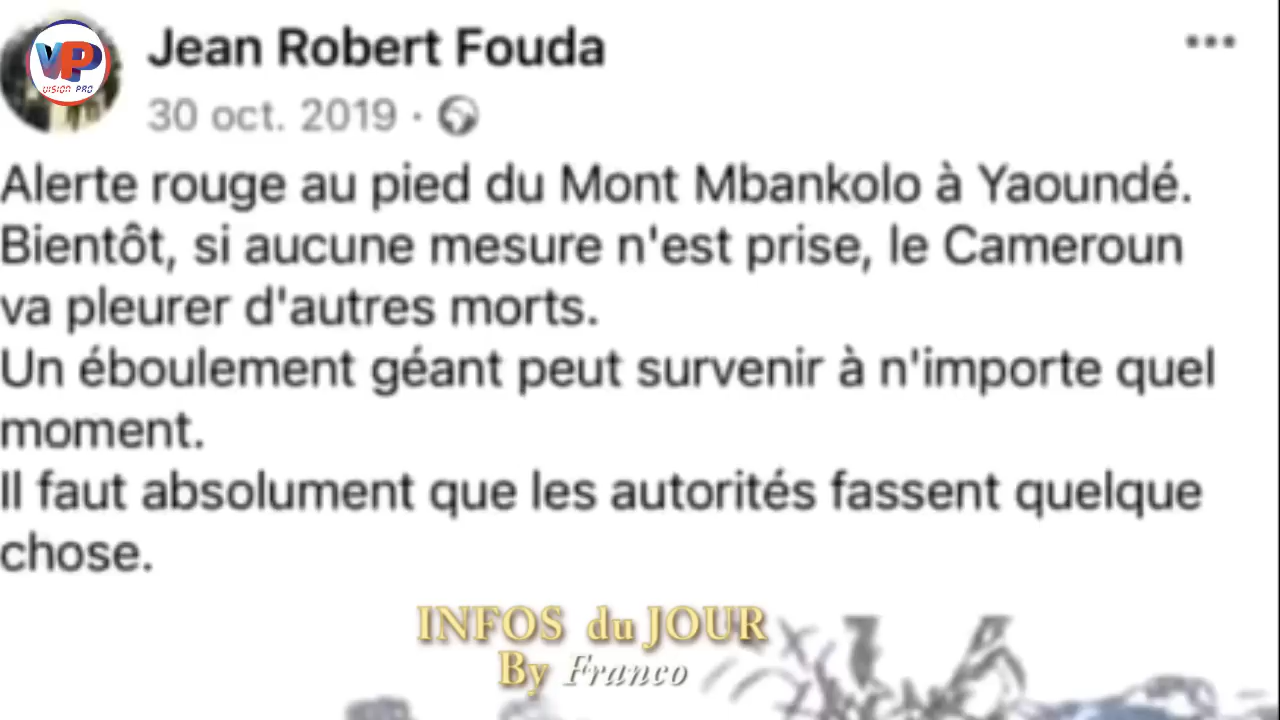 VP
VISION PRO
Jean Robert Fouda
30 oct. 2019 ·
Alerte rouge au pied du Mont Mbankolo à Yaoundé.
Bientôt, si aucune mesure n'est prise, le Cameroun
va pleurer d'autres morts.
Un éboulement géant peut survenir à n'importe quel
moment.
Il faut absolument que les autorités fassent quelque
chose.
INFOS du JOUR
By Franco